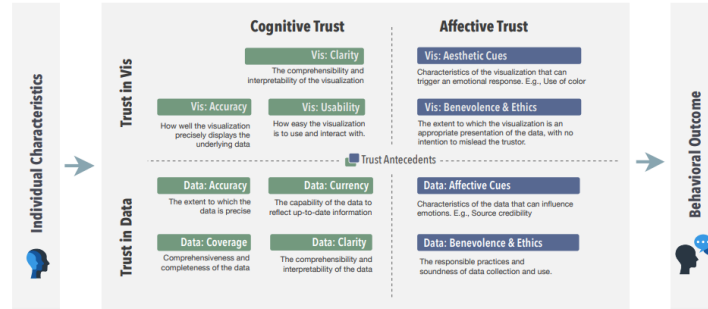 Individual Characteristics
Cognitive Trust
Affective Trust
Trust in Vis
Vis: Clarity
The comprehensibility and
interpretability of the visualization
Vis: Accuracy
How well the visualization
precisely displays the
underlying data
Vis: Usability
How easy the visualization
is to use and interact with.
Vis: Aesthetic Cues
Characteristics of the visualization that can
trigger an emotional response. E.g., Use of color
Vis: Benevolence & Ethics
The extent to which the visualization is an
appropriate presentation of the data, with no
intention to mislead the trustor.
Trust Antecedents
Trust in Data
Data: Accuracy
The extent to which the
data is precise
Data: Currency
The capability of the data to
reflect up-to-date information
Data: Coverage
Comprehensiveness and
completeness of the data
Data: Clarity
The comprehensibility and
interpretability of the data
Data: Affective Cues
Characteristics of the data that can influence
emotions. E.g., Source credibility
Data: Benevolence & Ethics
The responsible practices and
soundness of data collection and use.
Behavioral Outcome